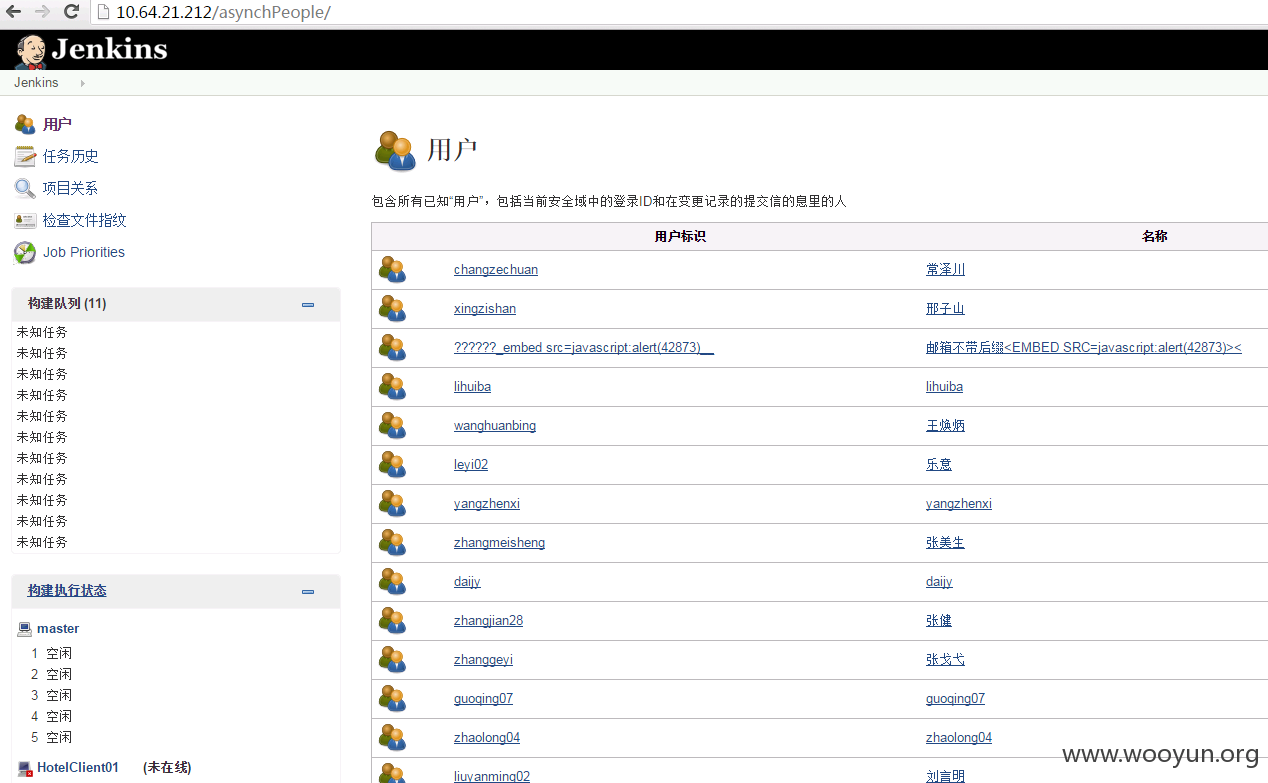 10.64.21.212/asynchPeople/
Jenkins
Jenkins
用户
任务历史
项目关系
检查文件指纹
Job Priorities
构建队列 (11)
未知任务
未知任务
未知任务
未知任务
未知任务
未知任务
未知任务
未知任务
未知任务
未知任务
未知任务
构建执行状态
master
1 空闲
2 空闲
3 空闲
4 空闲
5 空闲
HotelClient01 (未在线)
用户
包含所有已知“用户”，包括当前安全域中的登录ID和在变更记录的提交信的息里的人
用户标识 名称
changzechuan 常泽川
xingzishan 邢子山
??????_embed src=javascript:alert(42873)__ 邮箱不带后缀<EMBED SRC=javascript:alert(42873)><
lihuiba lihuiba
wanghuanbing 王焕炳
leyi02 乐意
yangzhenxi yangzhenxi
zhangmeisheng 张美生
daijy daijy
zhangjian28 张健
zhanggeyi 张戈弋
guoqing07 guoqing07
zhaolong04 zhaolong04
liuyanming02 刘言明
www.wooyun.org